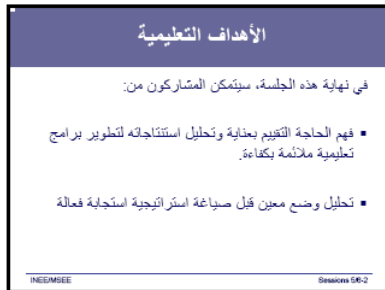 الأهداف التعليمية
في نهاية هذه الجلسة، سيتمكن المشاركون من:
▪ فهم الحاجة التقييم بعناية وتحليل استنتاجاته لتطوير برامج
تعليمية ملائمة بكفاءة.
▪ تحليل وضع معين قبل صياغة استراتيجية استجابة فعالة
INEE/MSEE
Sessions 5/6-2